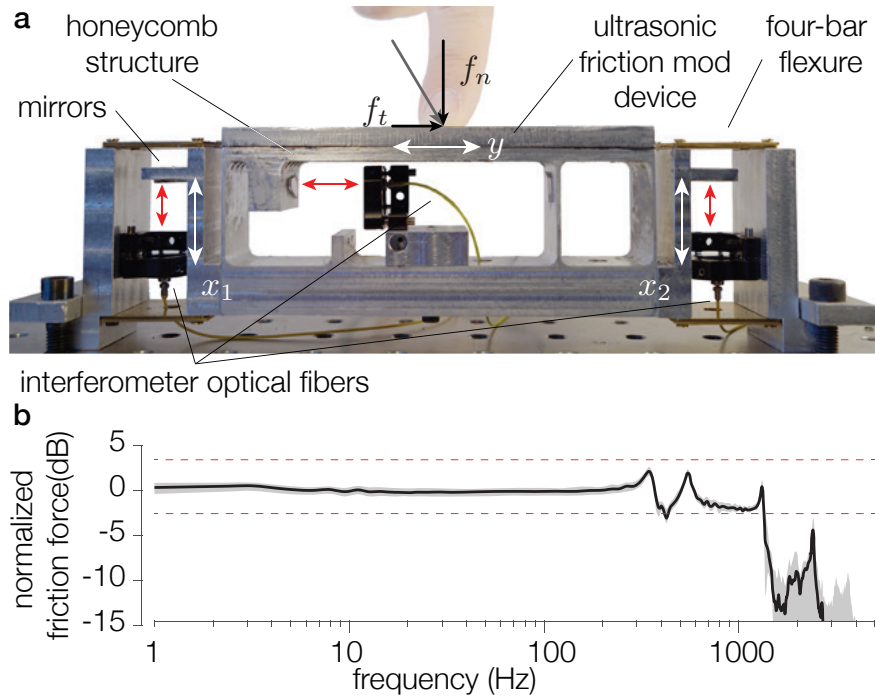 a
honeycomb
structure
mirrors
f_n
f_t
ultrasonic
friction mod
device
four-bar
flexure
y
x_1
x_2
interferometer optical fibers
b
normalized
friction force(dB)
5
0
-5
-10
-15
1
10
100
1000
frequency (Hz)